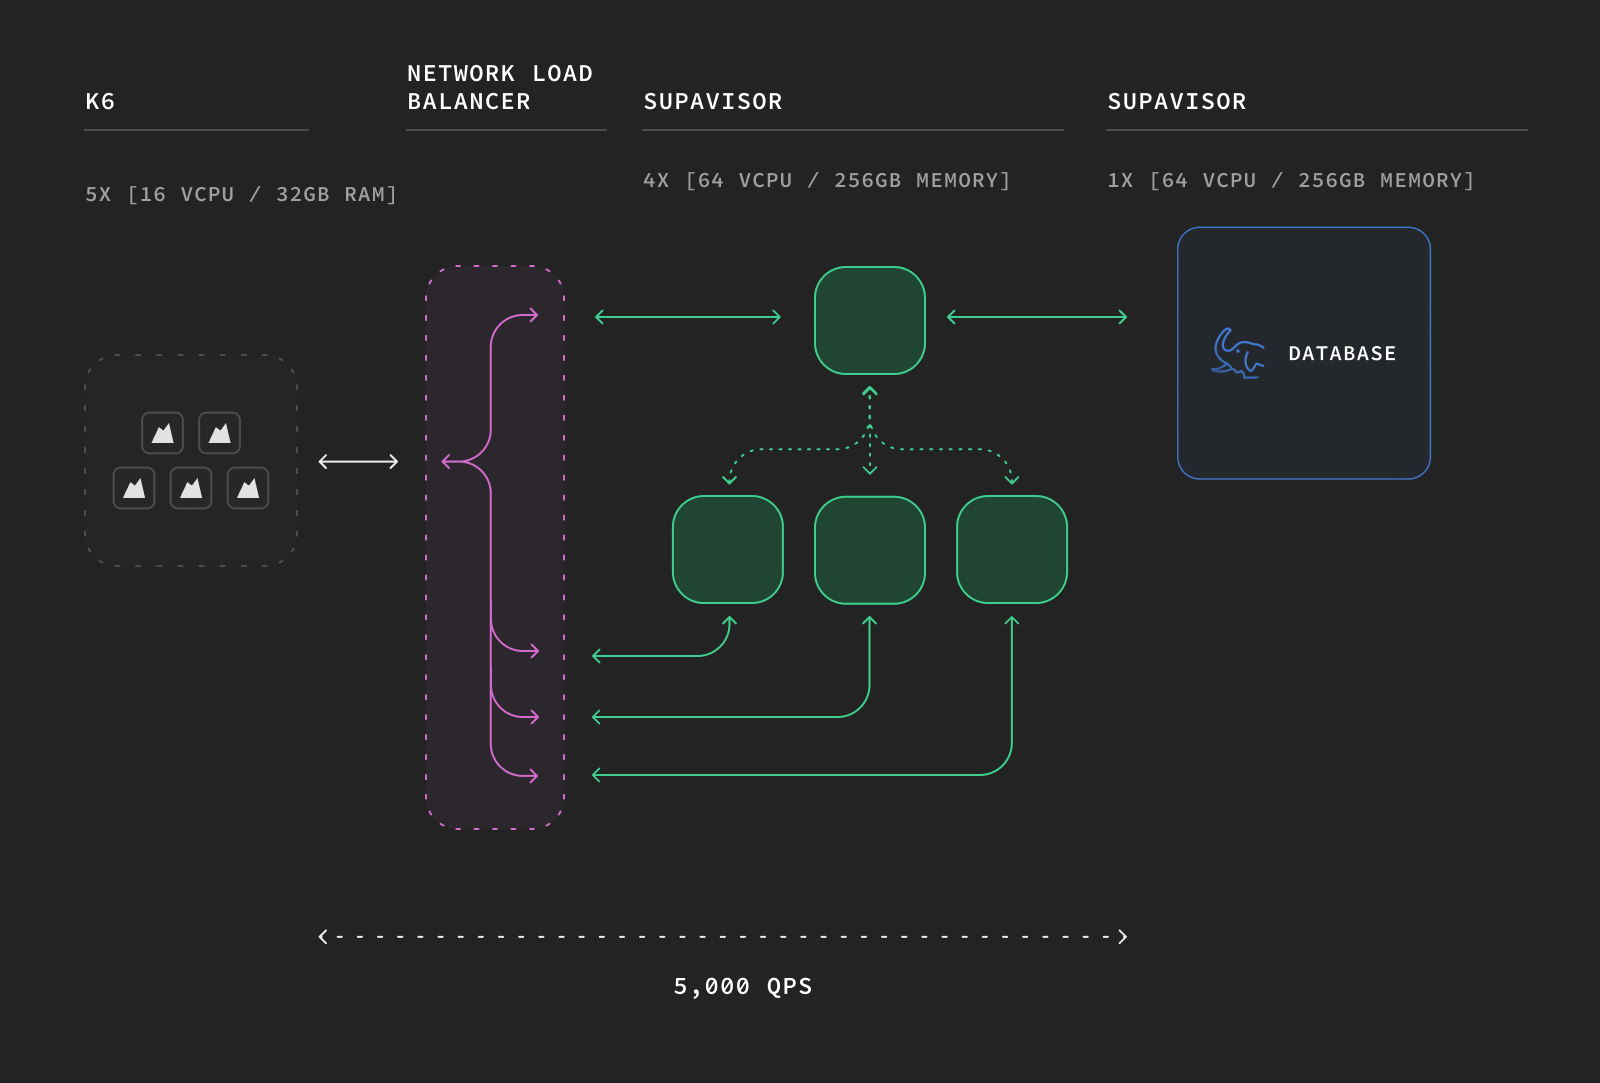 K6
NETWORK LOAD
BALANCER
SUPAVISOR
SUPAVISOR
5X [16 VCPU / 32GB RAM]
4X [64 VCPU / 256GB MEMORY]
1X [64 VCPU / 256GB MEMORY]
DATABASE
5,000 QPS